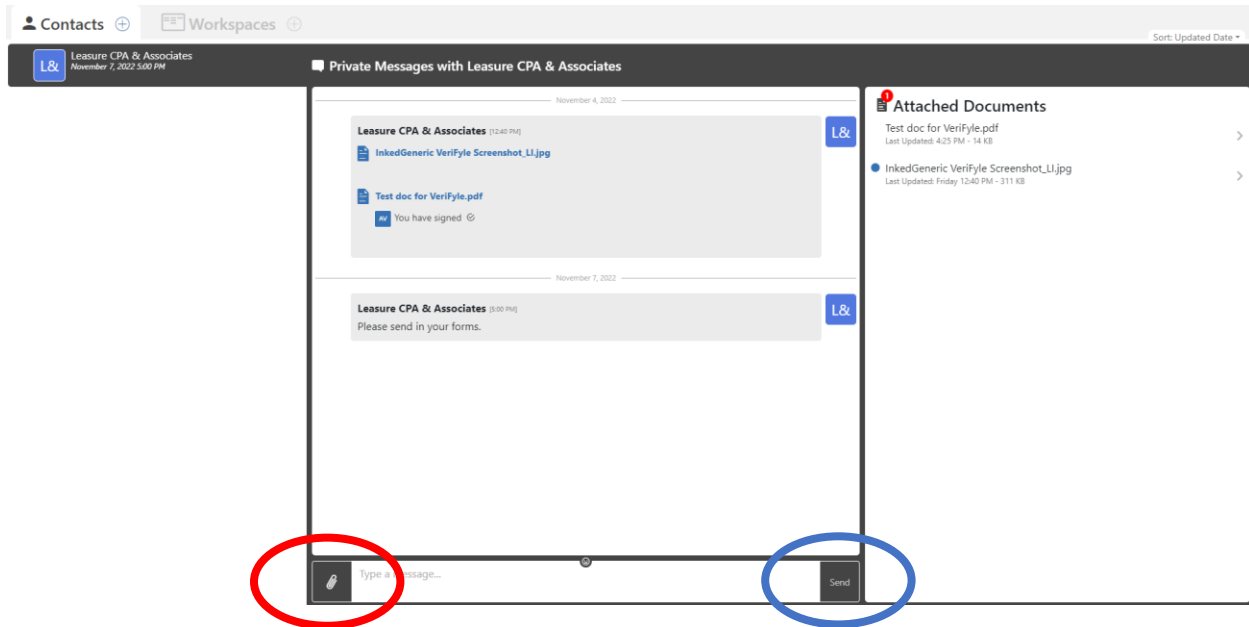 Contacts
Workspaces
Sort: Updated Date
L&
Leasure CPA & Associates
November 7, 2022 5:00 PM
Private Messages with Leasure CPA & Associates
November 4, 2022
Leasure CPA & Associates [12:40 PM]
L&
InkedGeneric VeriFyle Screenshot_LI.jpg
Test doc for VeriFyle.pdf
AV You have signed
November 7, 2022
Leasure CPA & Associates [5:00 PM]
L&
Please send in your forms.
Type a message...
Send
1
Attached Documents
Test doc for VeriFyle.pdf
Last Updated: 4:25 PM - 14 KB
InkedGeneric VeriFyle Screenshot_LI.jpg
Last Updated: Friday 12:40 PM - 311 KB